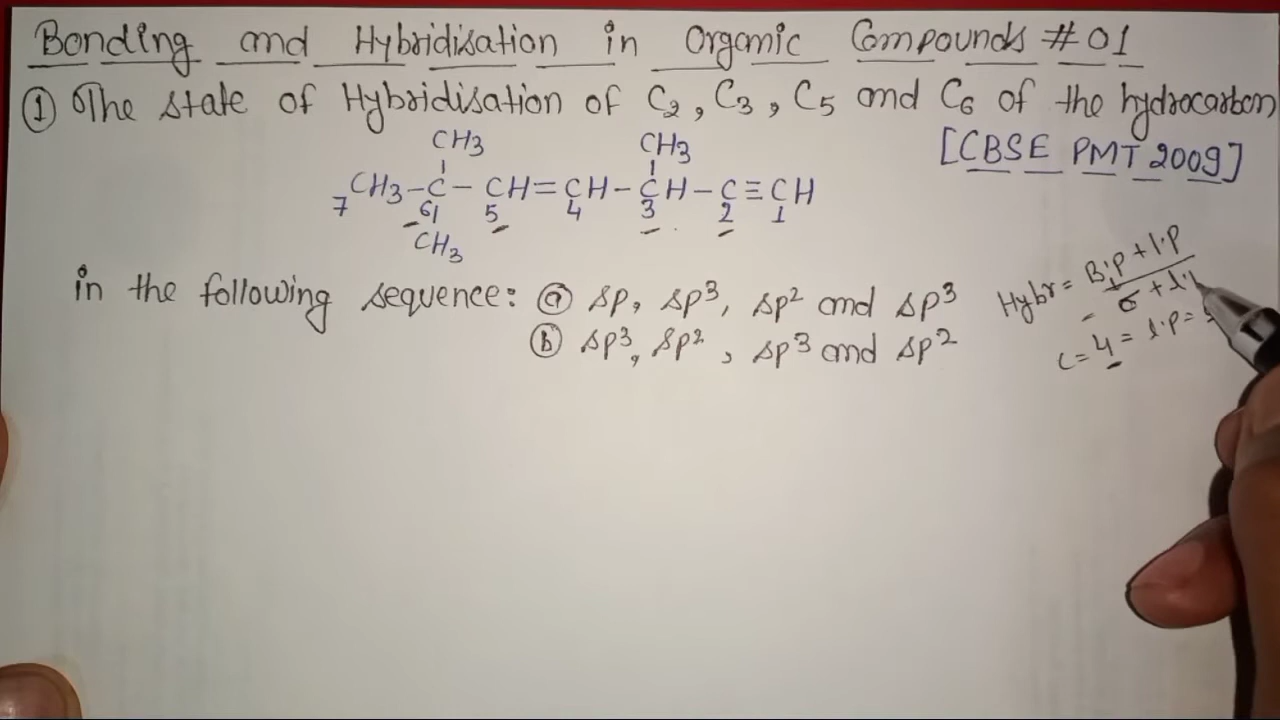 Bonding and Hybridisation in Organic Compounds #01
① The state of Hybridisation of C2, C3, C5 and C6 of the hydrocarbon
CH3 CH3 [CBSE PMT 2009]
CH3-C-CH=CH-CH-C≡CH
7 6 5 4 3 2 1
CH3
in the following sequence: ⓐ sp, sp³, sp² and sp³
ⓑ sp³, sp², sp³ and sp²
Hybr = B.p + l.p
σ + l.
C = 4 = l.p =